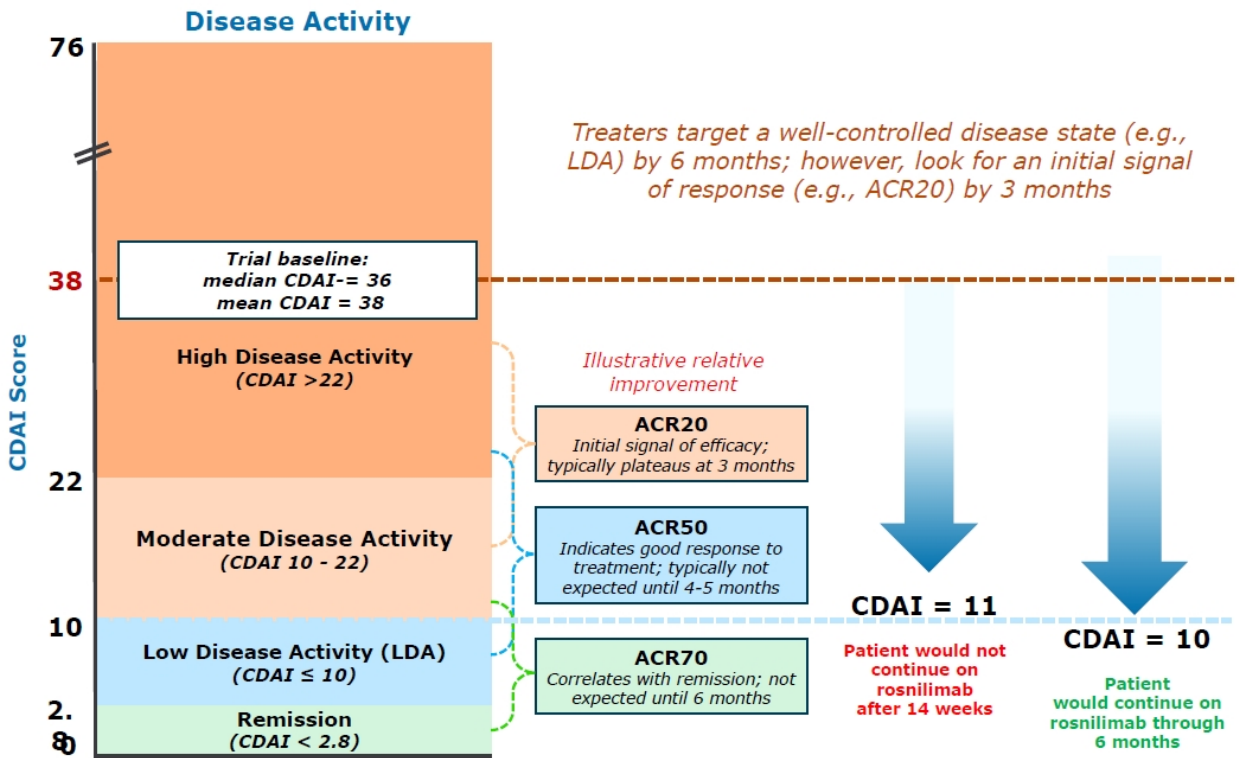 Disease Activity
76
Treaters target a well-controlled disease state (e.g.,
LDA) by 6 months; however, look for an initial signal
of response (e.g., ACR20) by 3 months
Trial baseline:
median CDAI-= 36
mean CDAI = 38
38
CDAI Score
High Disease Activity
(CDAI >22)
Illustrative relative
improvement
ACR20
Initial signal of efficacy;
typically plateaus at 3 months
22
Moderate Disease Activity
(CDAI 10 - 22)
ACR50
Indicates good response to
treatment; typically not
expected until 4-5 months
CDAI = 11
Patient would not
continue on
rosnilimab
after 14 weeks
CDAI = 10
Patient
would continue on
rosnilimab through
6 months
10
Low Disease Activity (LDA)
(CDAI ≤ 10)
ACR70
Correlates with remission; not
expected until 6 months
2.
8
Remission
(CDAI < 2.8)
0